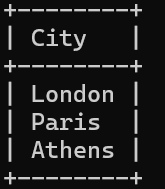 +--------+
| City   |
+--------+
| London |
| Paris  |
| Athens |
+--------+